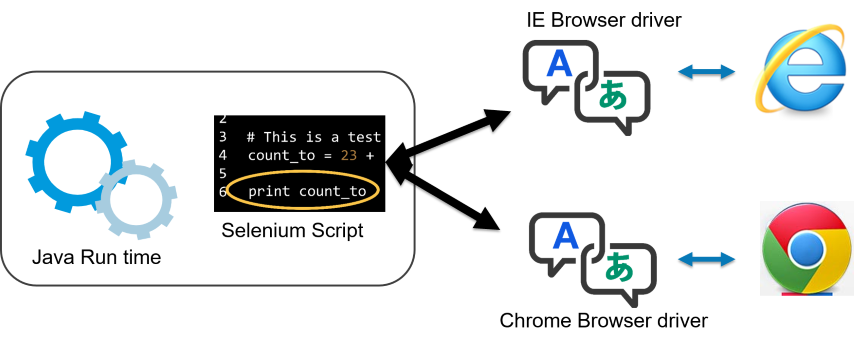 IE Browser driver
A
あ
2
3 # This is a test
4 count_to = 23 +
5
6 print count_to
Selenium Script
Java Run time
A
あ
Chrome Browser driver